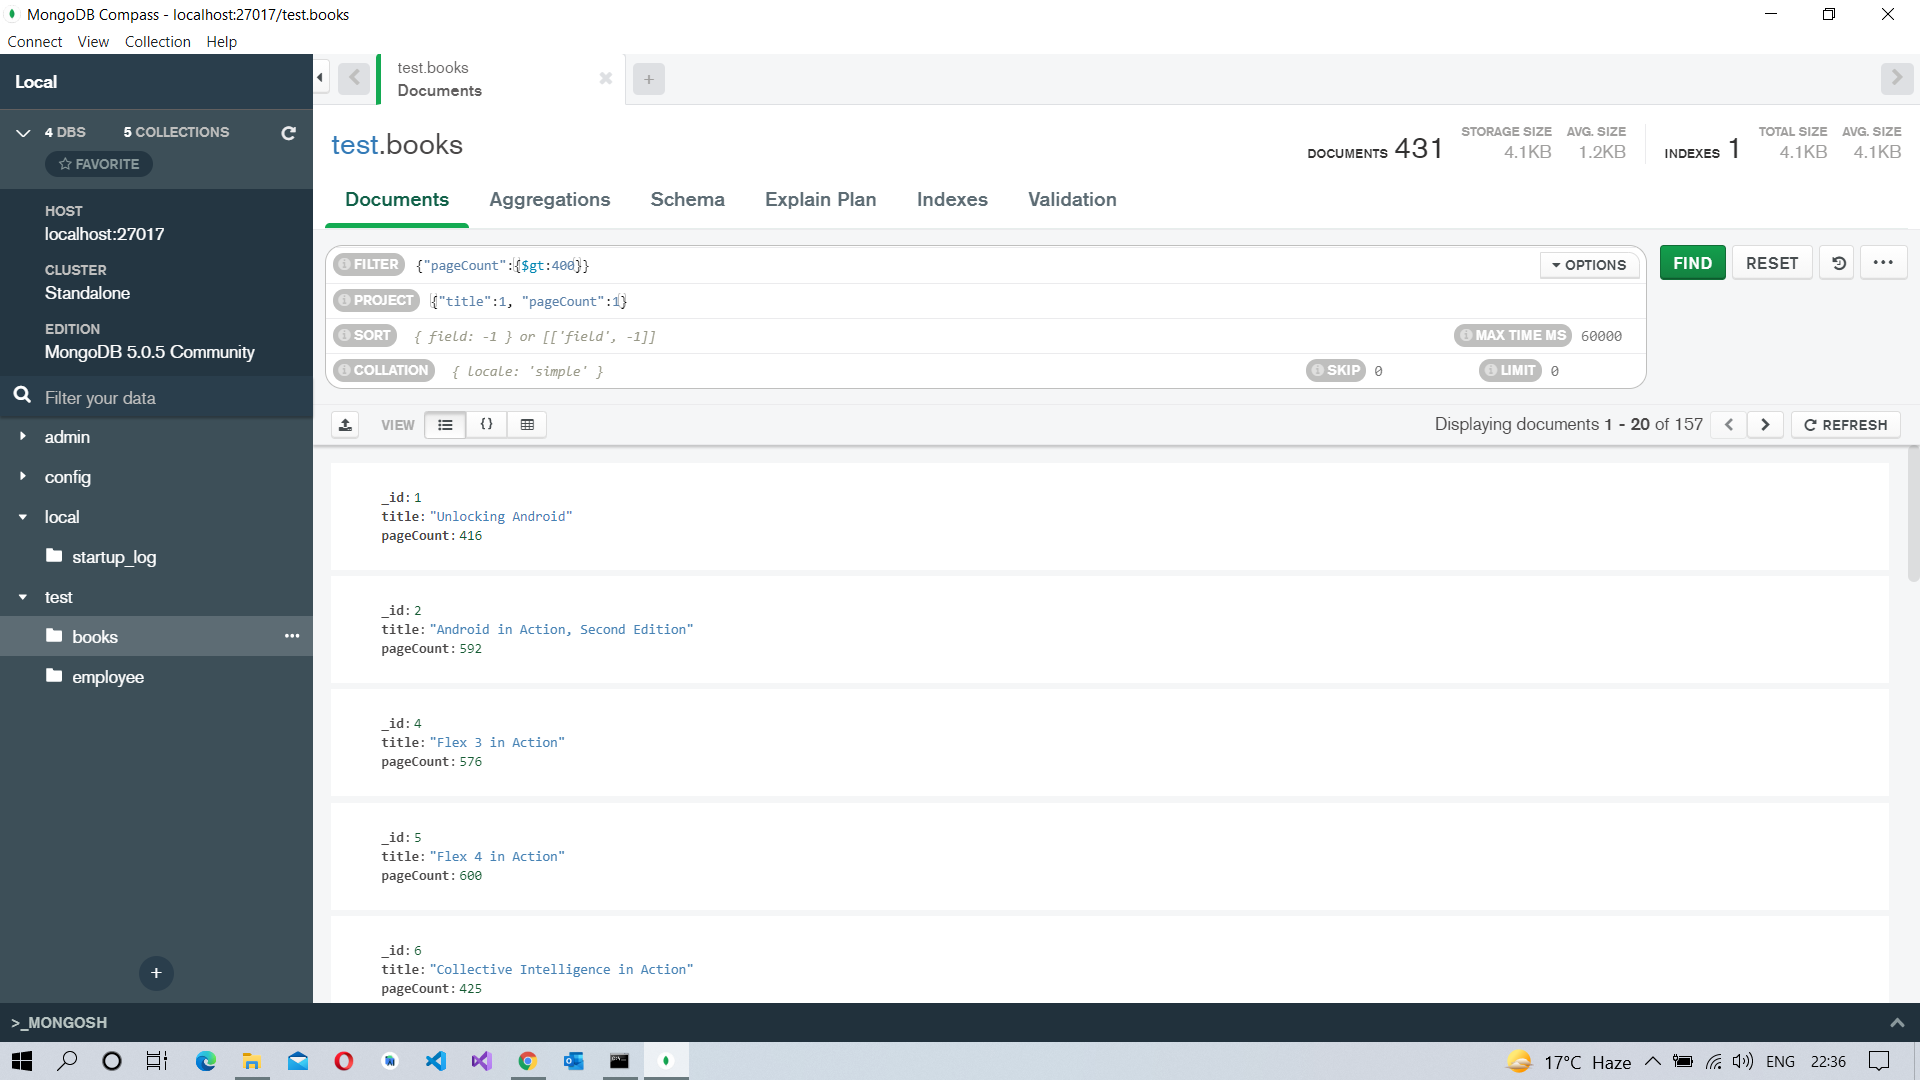 MongoDB Compass - localhost:27017/test.books
Connect View Collection Help
Local
4 DBS 5 COLLECTIONS
FAVORITE
HOST
localhost:27017
CLUSTER
Standalone
EDITION
MongoDB 5.0.5 Community
Filter your data
admin
config
local
startup_log
test
books
employee
test.books
Documents
test.books
DOCUMENTS 431
STORAGE SIZE
4.1KB
AVG. SIZE
1.2KB
INDEXES 1
TOTAL SIZE
4.1KB
AVG. SIZE
4.1KB
Documents Aggregations Schema Explain Plan Indexes Validation
FILTER {"pageCount":{$gt:400}} OPTIONS FIND RESET
PROJECT {"title":1, "pageCount":1}
SORT { field: -1 } or [['field', -1]] MAX TIME MS 60000
COLLATION { locale: 'simple' } SKIP 0 LIMIT 0
VIEW {} Displaying documents 1 - 20 of 157 REFRESH
_id: 1
title: "Unlocking Android"
pageCount: 416
_id: 2
title: "Android in Action, Second Edition"
pageCount: 592
_id: 4
title: "Flex 3 in Action"
pageCount: 576
_id: 5
title: "Flex 4 in Action"
pageCount: 600
_id: 6
title: "Collective Intelligence in Action"
pageCount: 425
>_MONGOSH
17°C Haze ENG 22:36